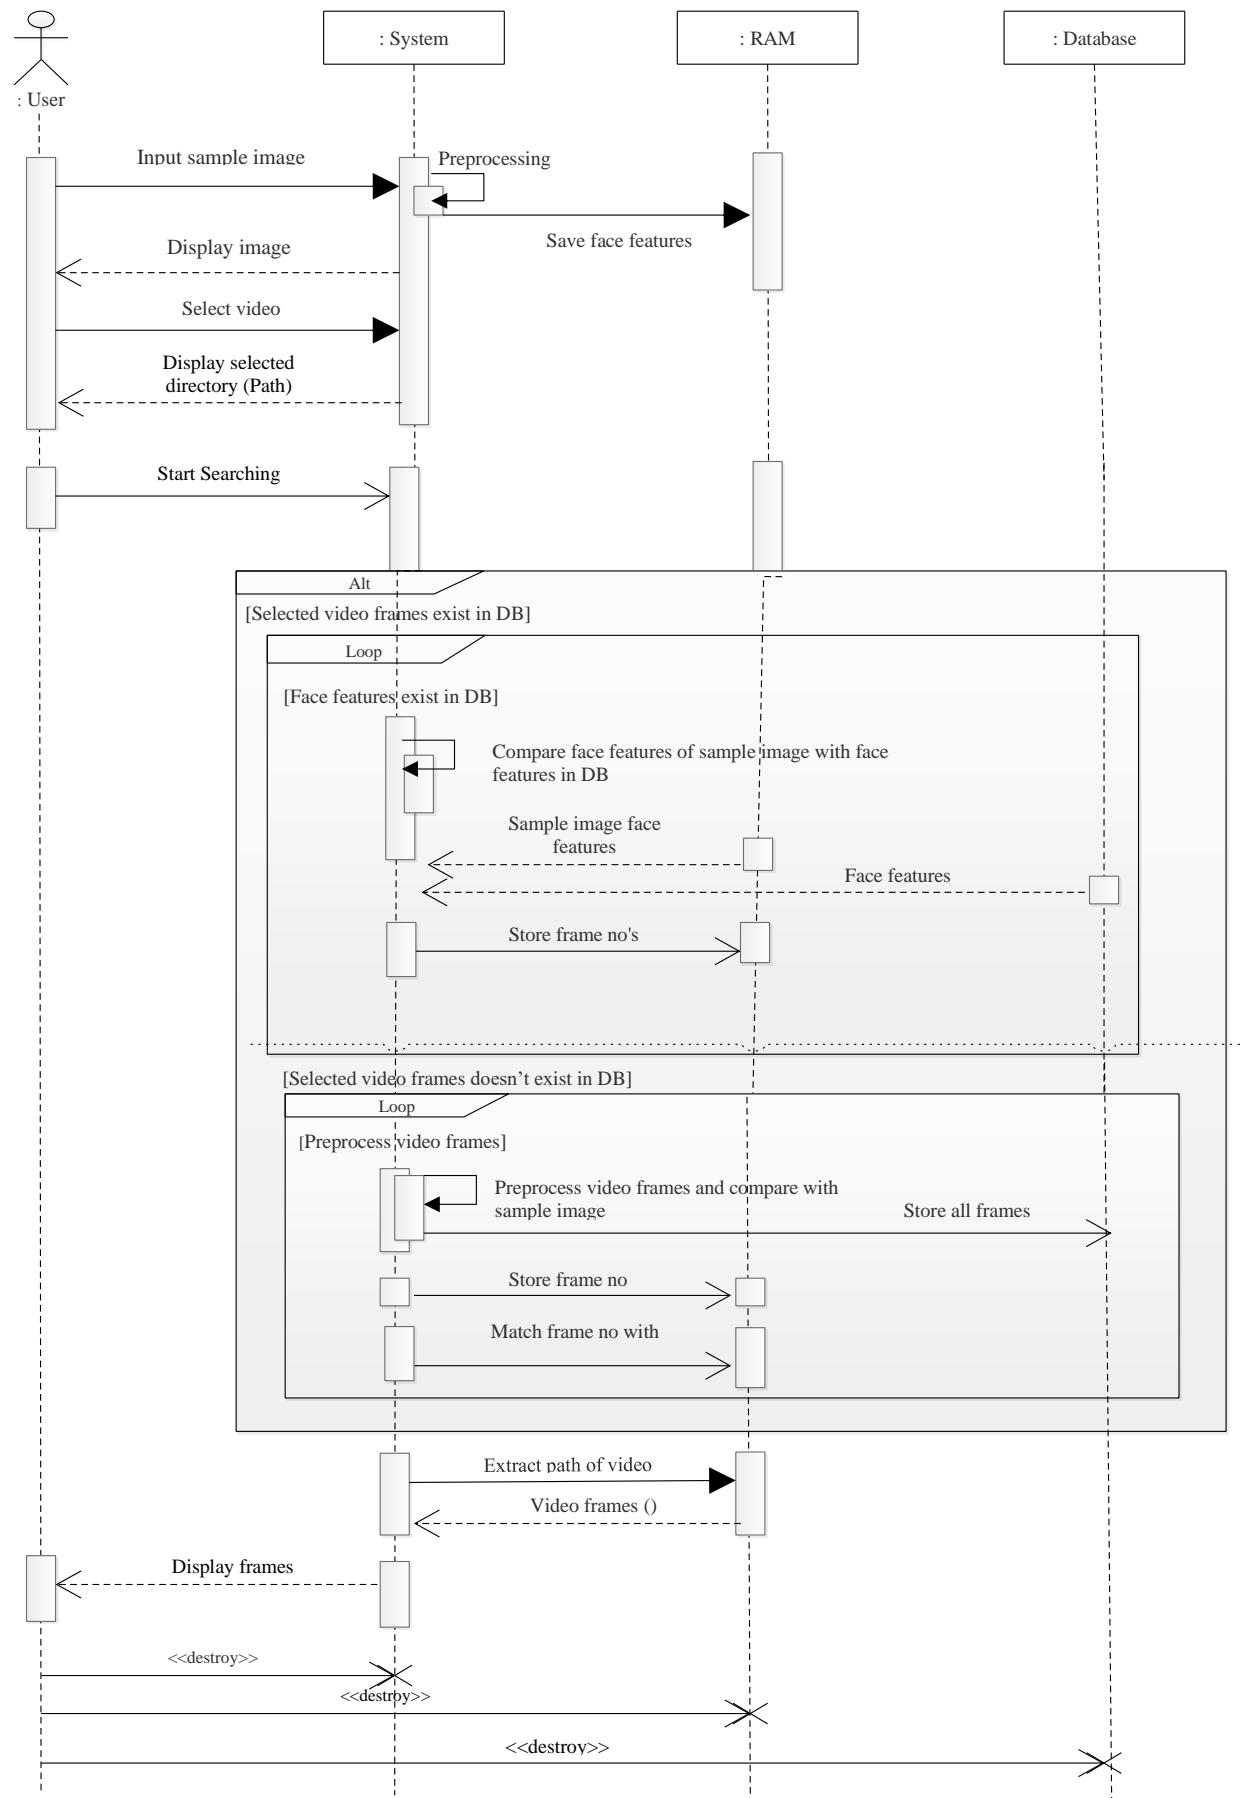 : User
: System
: RAM
: Database
Input sample image
Preprocessing
Save face features
Display image
Select video
Display selected
directory (Path)
Start Searching
Alt
[Selected video frames exist in DB]
Loop
[Face features exist in DB]
Compare face features of sample image with face
features in DB
Sample image face
features
Face features
Store frame no's
[Selected video frames doesn’t exist in DB]
Loop
[Preprocess video frames]
Preprocess video frames and compare with
sample image
Store all frames
Store frame no
Match frame no with
Extract path of video
Video frames ()
Display frames
<<destroy>>
<<destroy>>
<<destroy>>